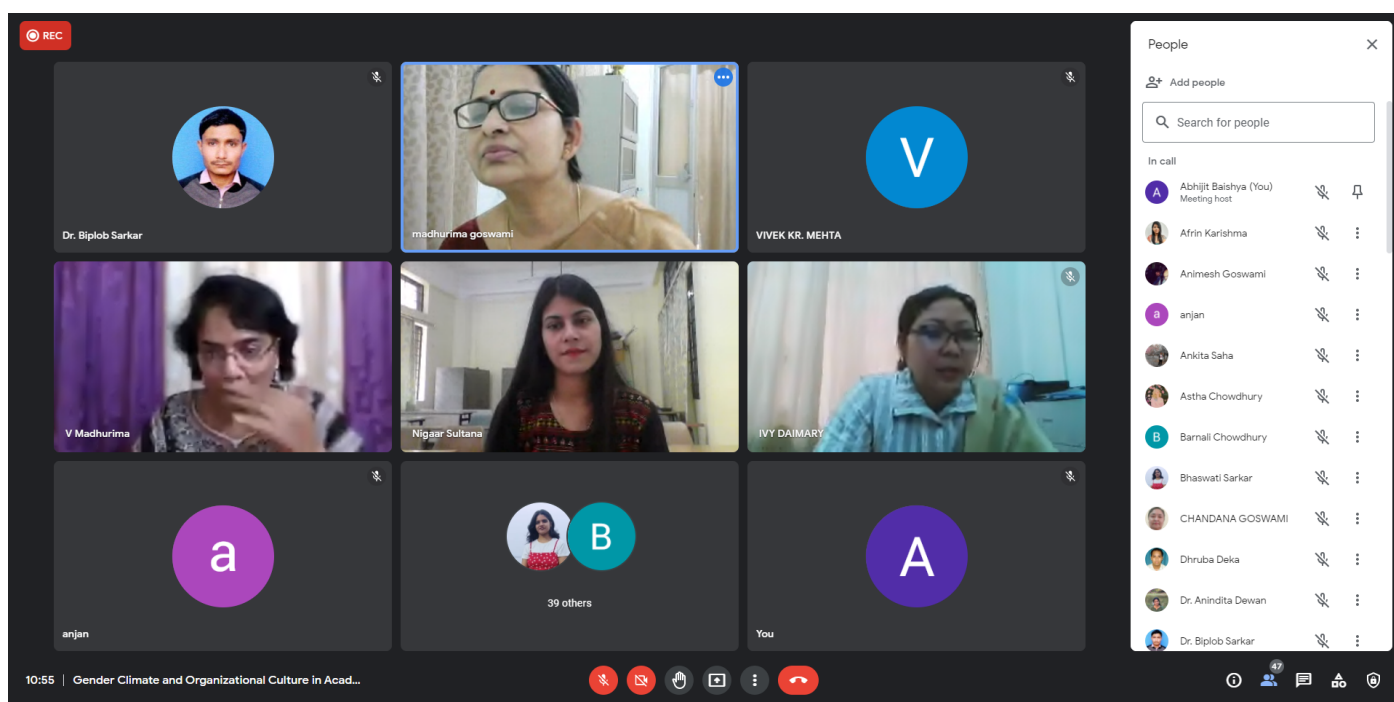 REC
Dr. Biplob Sarkar
madhurima goswami
V
VIVEK KR. MEHTA
V Madhurima
Nigaar Sultana
IVY DAIMARY
a
anjan
B
39 others
A
You
People
Add people
Search for people
In call
A
Abhijit Baishya (You)
Meeting host
Afrin Karishma
Animesh Goswami
a
anjan
Ankita Saha
Astha Chowdhury
B
Barnali Chowdhury
Bhaswati Sarkar
CHANDANA GOSWAMI
Dhruba Deka
Dr. Anindita Dewan
Dr. Biplob Sarkar
10:55 | Gender Climate and Organizational Culture in Acad...
47